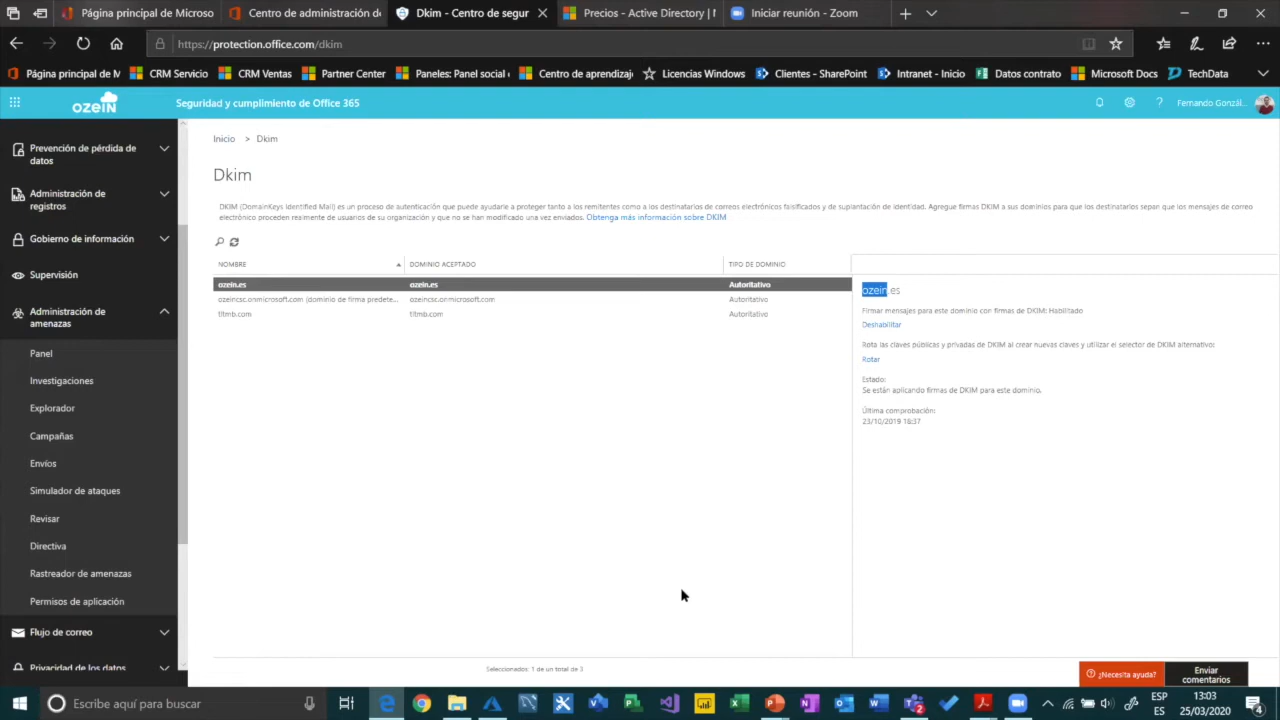 Página principal de
Dkim - Centro de segur
Precios - Active Directory | I
Iniciar reunión - Zoom
https://protection.office.com/dkim
Página principal de M
CRM Servicio
CRM Ventas
Partner Center
Paneles: Panel social
Centro de aprendizaje
Licencias Windows
Clientes - SharePoint
Intranet - Inicio
Datos contrato
Microsoft Docs
TechData
ozein
Seguridad y cumplimiento de Office 365
Fernando Gonzál...
Prevención de pérdida de
datos
Administración de
registros
Gobierno de información
Supervisión
Administración de
amenazas
Panel
Investigaciones
Explorador
Campañas
Envíos
Simulador de ataques
Revisar
Directiva
Rastreador de amenazas
Permisos de aplicación
Flujo de correo
Privacidad de los datos
Inicio > Dkim
Dkim
DKIM (DomainKeys Identified Mail) es un proceso de autenticación que puede ayudarle a proteger tanto a los remitentes como a los destinatarios de correos electrónicos falsificados y de suplantación de identidad. Agregue firmas DKIM a sus dominios para que los destinatarios sepan que los mensajes de correo
electrónico proceden realmente de usuarios de su organización y que no se han modificado una vez enviados. Obtenga más información sobre DKIM
NOMBRE DOMINIO ACEPTADO TIPO DE DOMINIO
ozein.es ozein.es Autoritativo
ozeincsc.onmicrosoft.com (dominio de firma predete... ozeincsc.onmicrosoft.com Autoritativo
tltmb.com tltmb.com Autoritativo
ozein.es
Firmar mensajes para este dominio con firmas de DKIM: Habilitado
Deshabilitar
Rota las claves públicas y privadas de DKIM al crear nuevas claves y utilizar el selector de DKIM alternativo:
Rotar
Estado:
Se están aplicando firmas de DKIM para este dominio.
Última comprobación:
23/10/2019 18:37
Seleccionados: 1 de un total de 3
¿Necesita ayuda?
Enviar
comentarios
Escribe aquí para buscar
2
ESP
13:03
25/03/2020
4